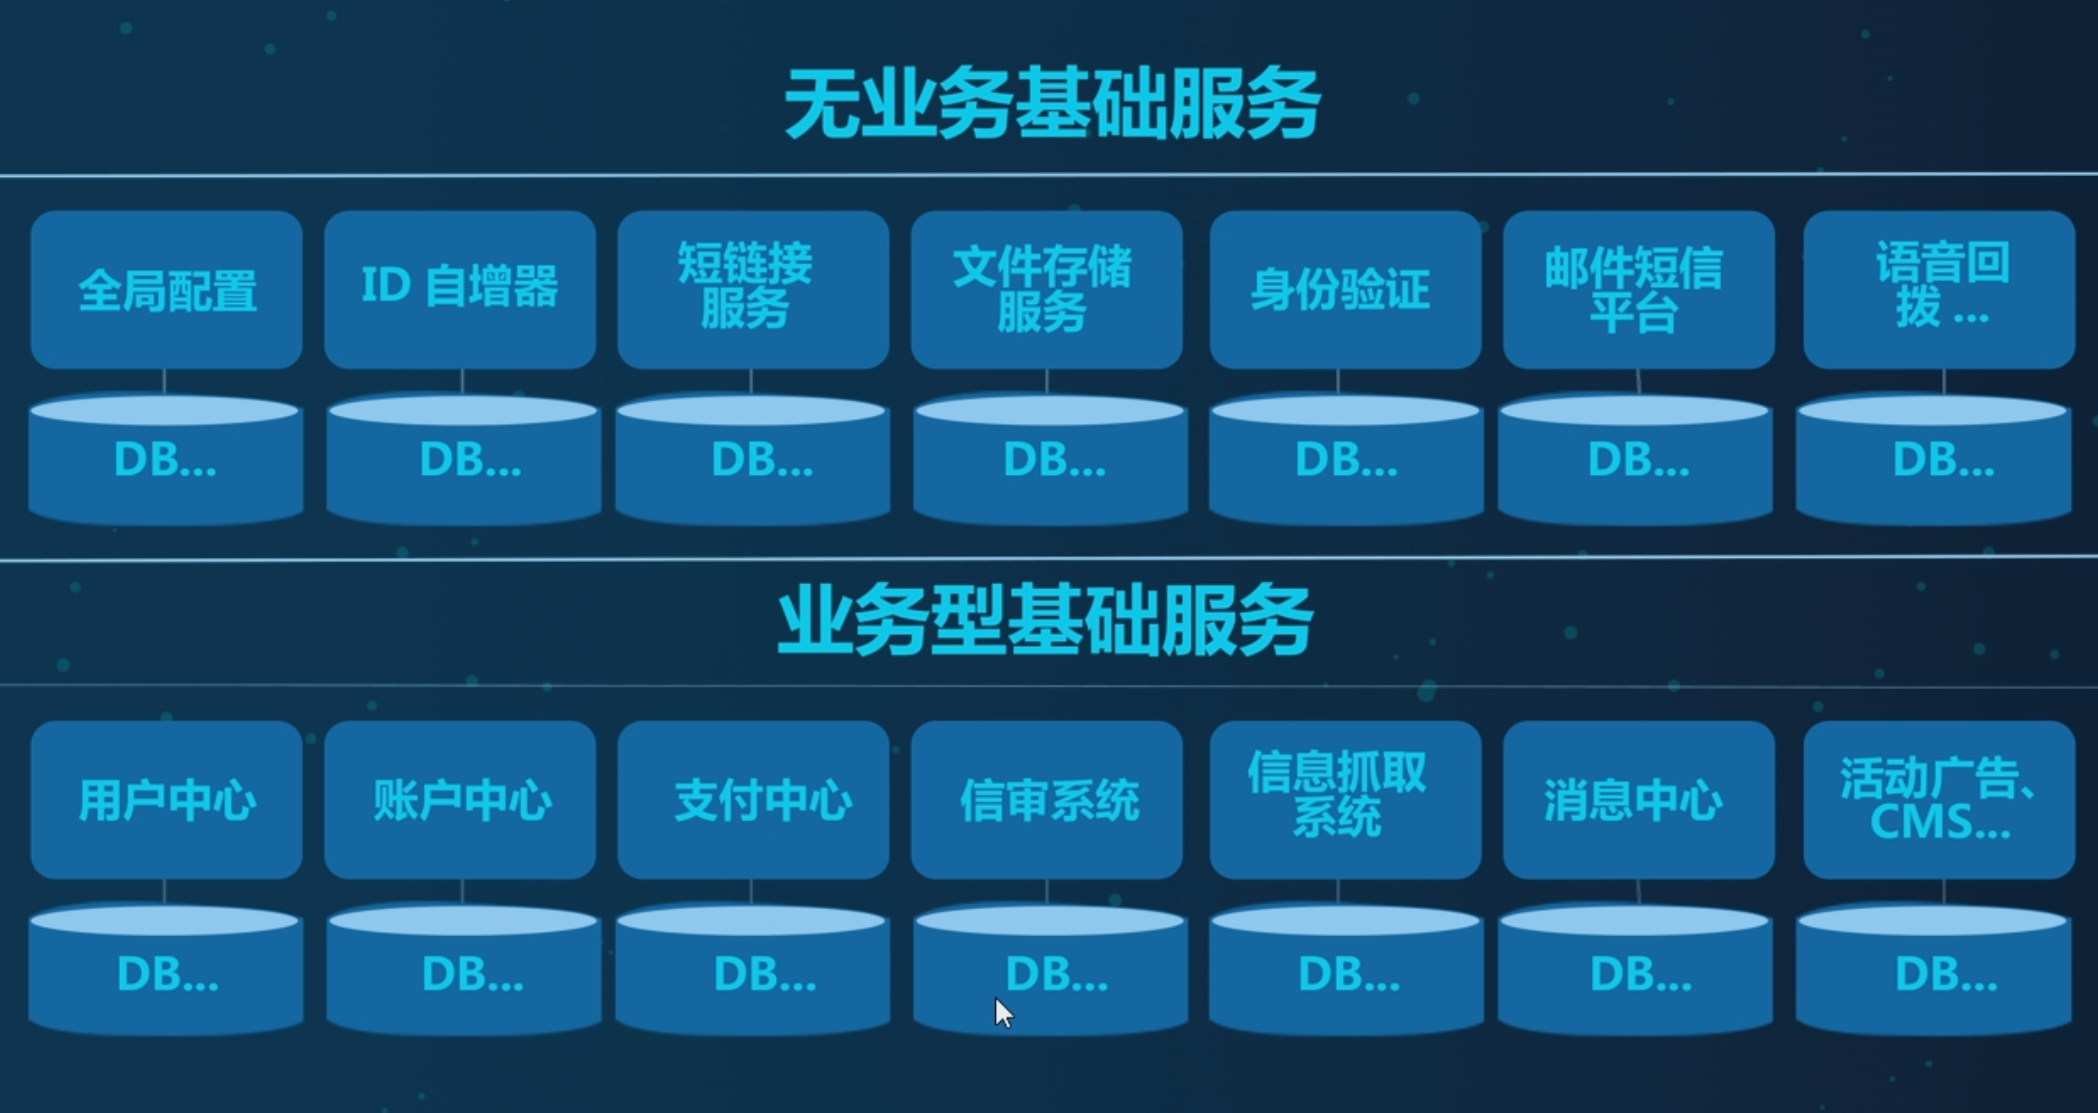 无业务基础服务
全局配置
ID 自增器
短链接
服务
文件存储
服务
身份验证
邮件短信
平台
语音回
拨 ...
DB...
DB...
DB...
DB...
DB...
DB...
DB...
业务型基础服务
用户中心
账户中心
支付中心
信审系统
信息抓取
系统
消息中心
活动广告、
CMS...
DB...
DB...
DB...
DB...
DB...
DB...
DB...